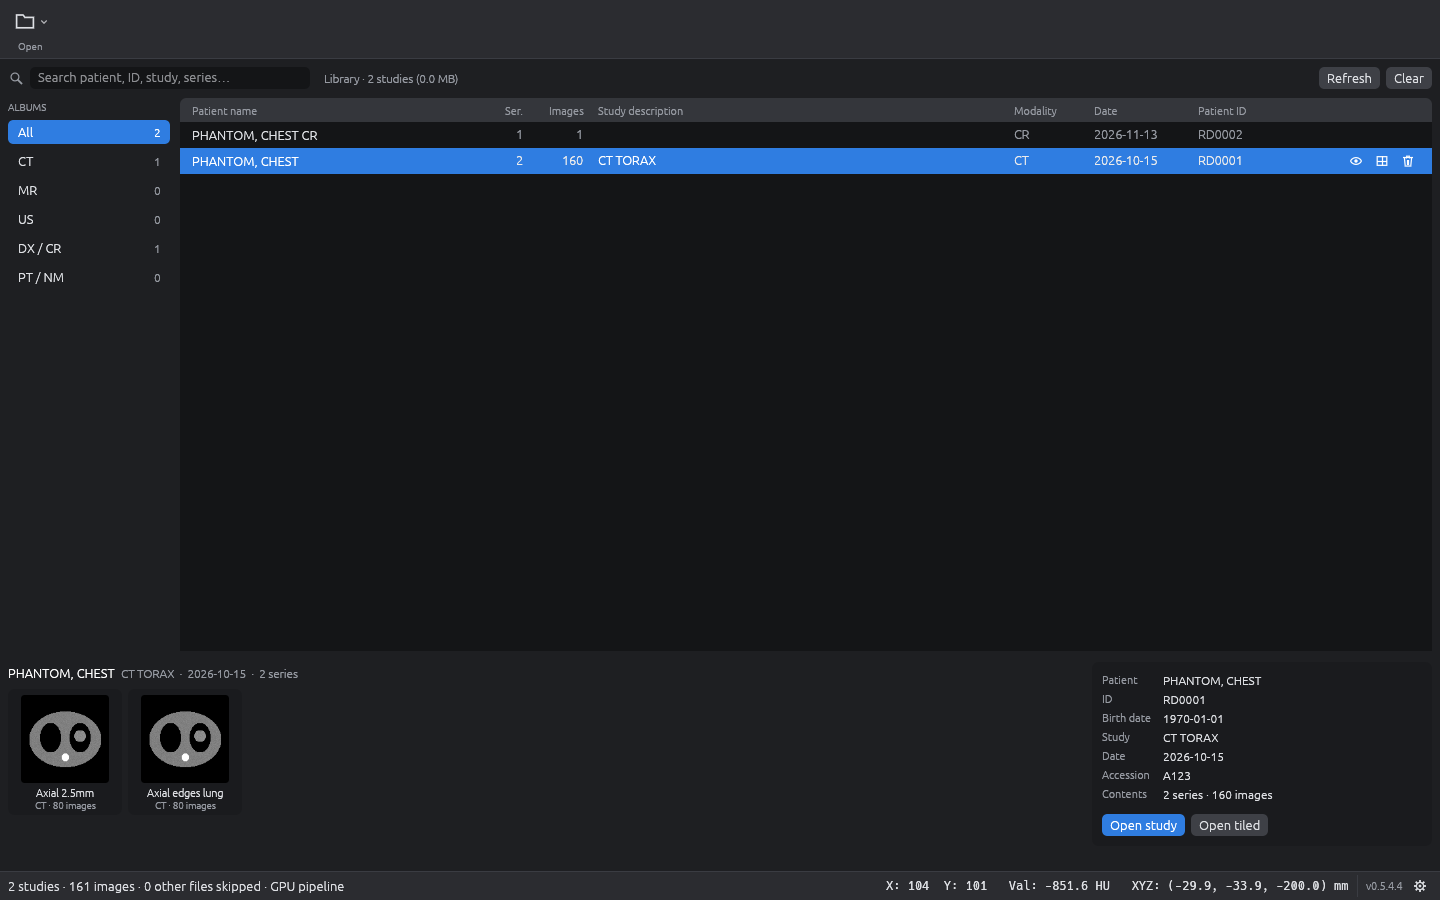 Open
Search patient, ID, study, series...
Library · 2 studies (0.0 MB)
Refresh
Clear
ALBUMS
All 2
CT 1
MR 0
US 0
DX / CR 1
PT / NM 0
Patient name Ser. Images Study description Modality Date Patient ID
PHANTOM, CHEST CR 1 1 CR 2026-11-13 RD0002
PHANTOM, CHEST 2 160 CT TORAX CT 2026-10-15 RD0001
PHANTOM, CHEST CT TORAX · 2026-10-15 · 2 series
Axial 2.5mm
CT · 80 images
Axial edges lung
CT · 80 images
Patient PHANTOM, CHEST
ID RD0001
Birth date 1970-01-01
Study CT TORAX
Date 2026-10-15
Accession A123
Contents 2 series · 160 images
Open study
Open tiled
2 studies · 161 images · 0 other files skipped · GPU pipeline
X: 104 Y: 101 Val: -851.6 HU XYZ: (-29.9, -33.9, -200.0) mm
v0.5.4.4